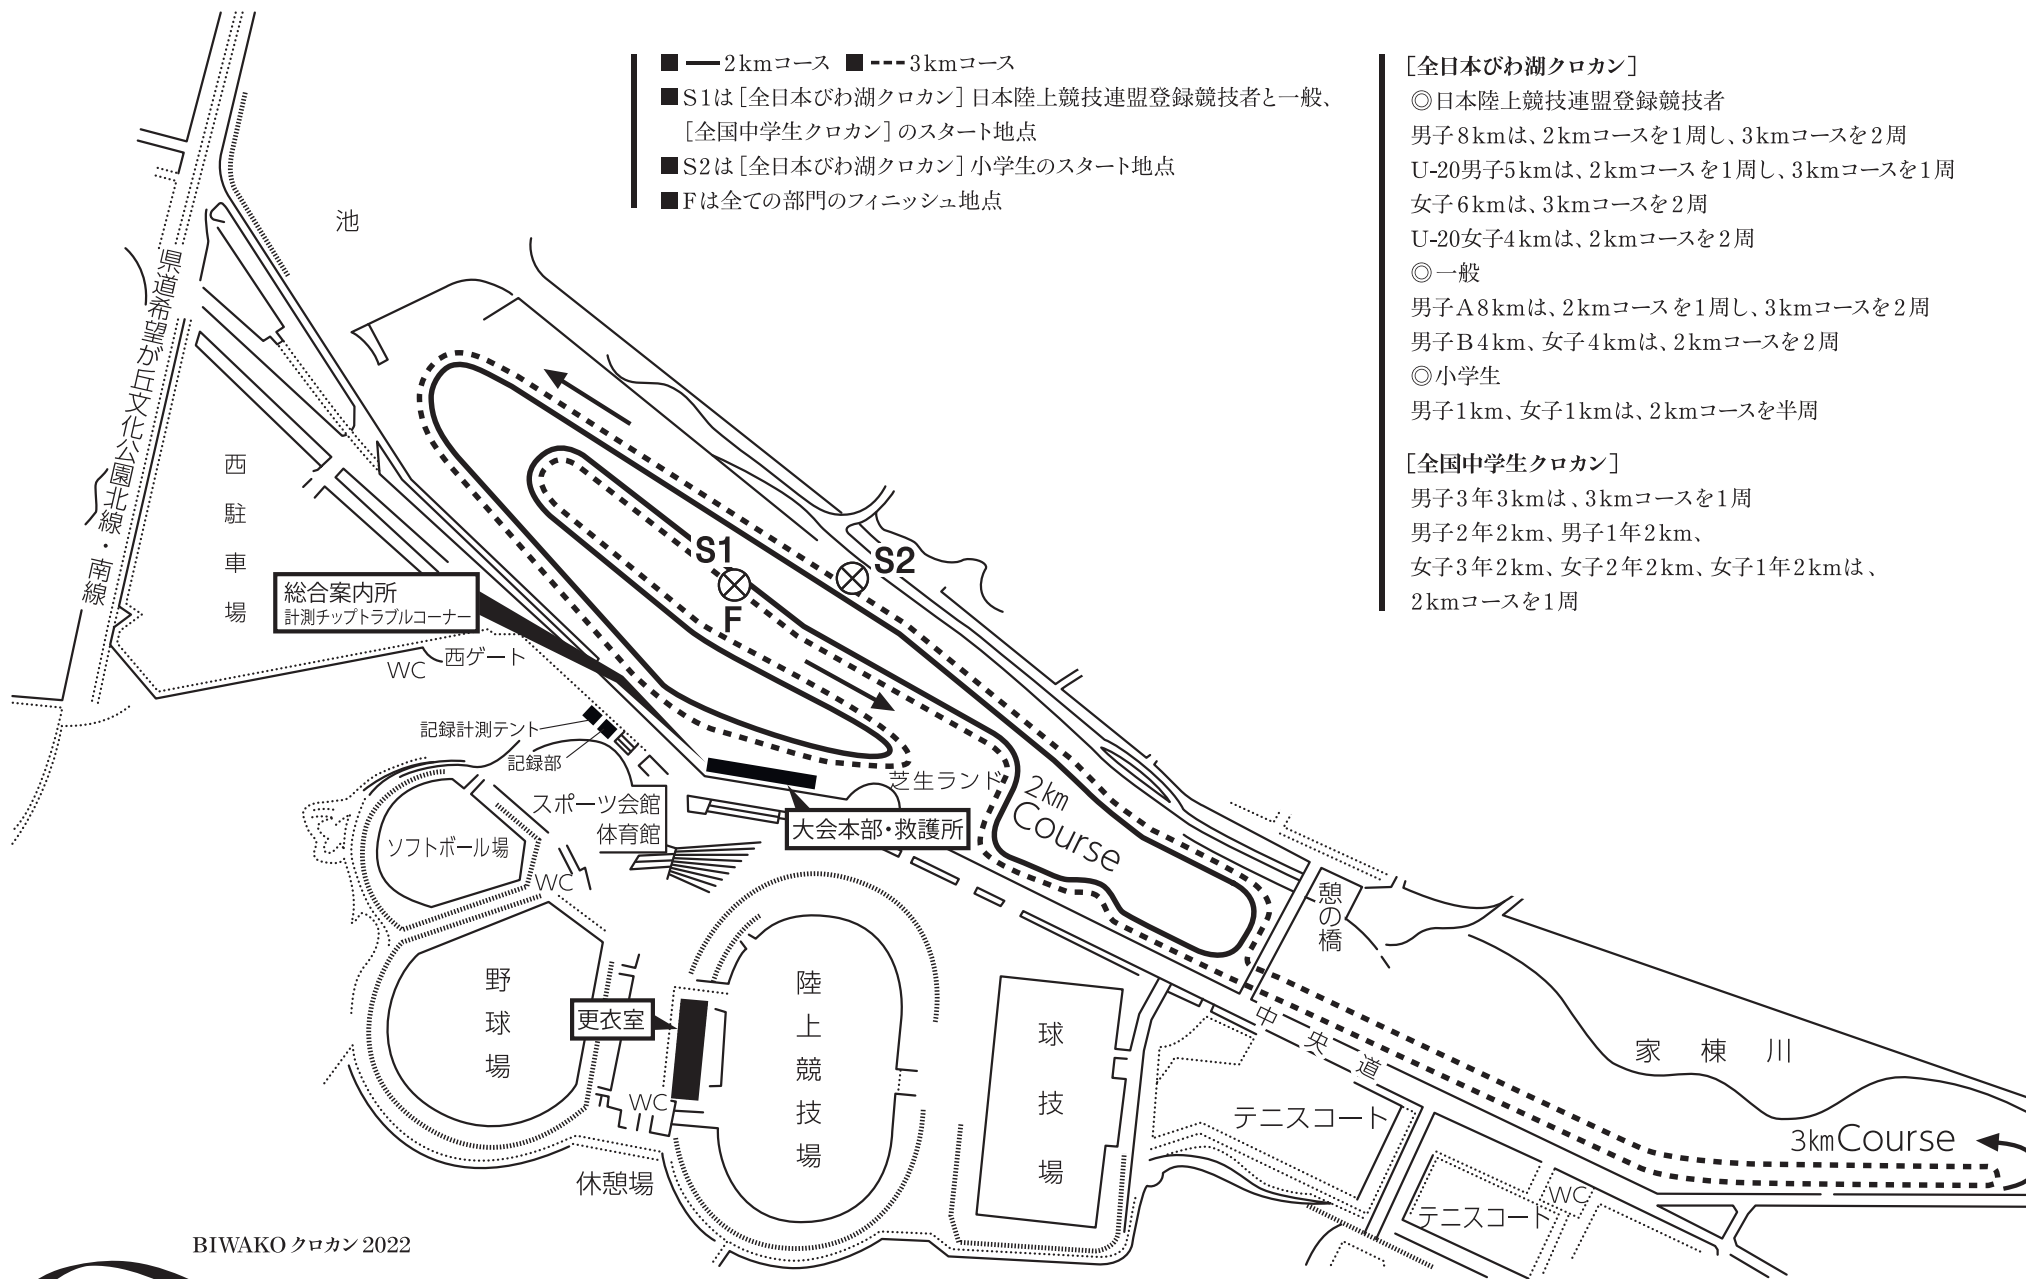 ■ ━ 2kmコース ■ --- 3kmコース
■S1は[全日本びわ湖クロカン]日本陸上競技連盟登録競技者と一般、
[全国中学生クロカン]のスタート地点
■S2は[全日本びわ湖クロカン]小学生のスタート地点
■Fは全ての部門のフィニッシュ地点
[全日本びわ湖クロカン]
◎日本陸上競技連盟登録競技者
男子8kmは、2kmコースを1周し、3kmコースを2周
U-20男子5kmは、2kmコースを1周し、3kmコースを1周
女子6kmは、3kmコースを2周
U-20女子4kmは、2kmコースを2周
◎一般
男子A8kmは、2kmコースを1周し、3kmコースを2周
男子B4km、女子4kmは、2kmコースを2周
◎小学生
男子1km、女子1kmは、2kmコースを半周
[全国中学生クロカン]
男子3年3kmは、3kmコースを1周
男子2年2km、男子1年2km、
女子3年2km、女子2年2km、女子1年2kmは、
2kmコースを1周
池
県道希望が丘文化公園北線・南線
西駐車場
S1
S2
F
総合案内所
計測チップトラブルコーナー
WC
西ゲート
記録計測テント
記録部
芝生ランド
2km
Course
スポーツ会館
体育館
大会本部・救護所
ソフトボール場
WC
憩の橋
野球場
更衣室
陸上競技場
球技場
中央道
家棟川
WC
テニスコート
3kmCourse
休憩場
テニスコート
WC
BIWAKOクロカン2022